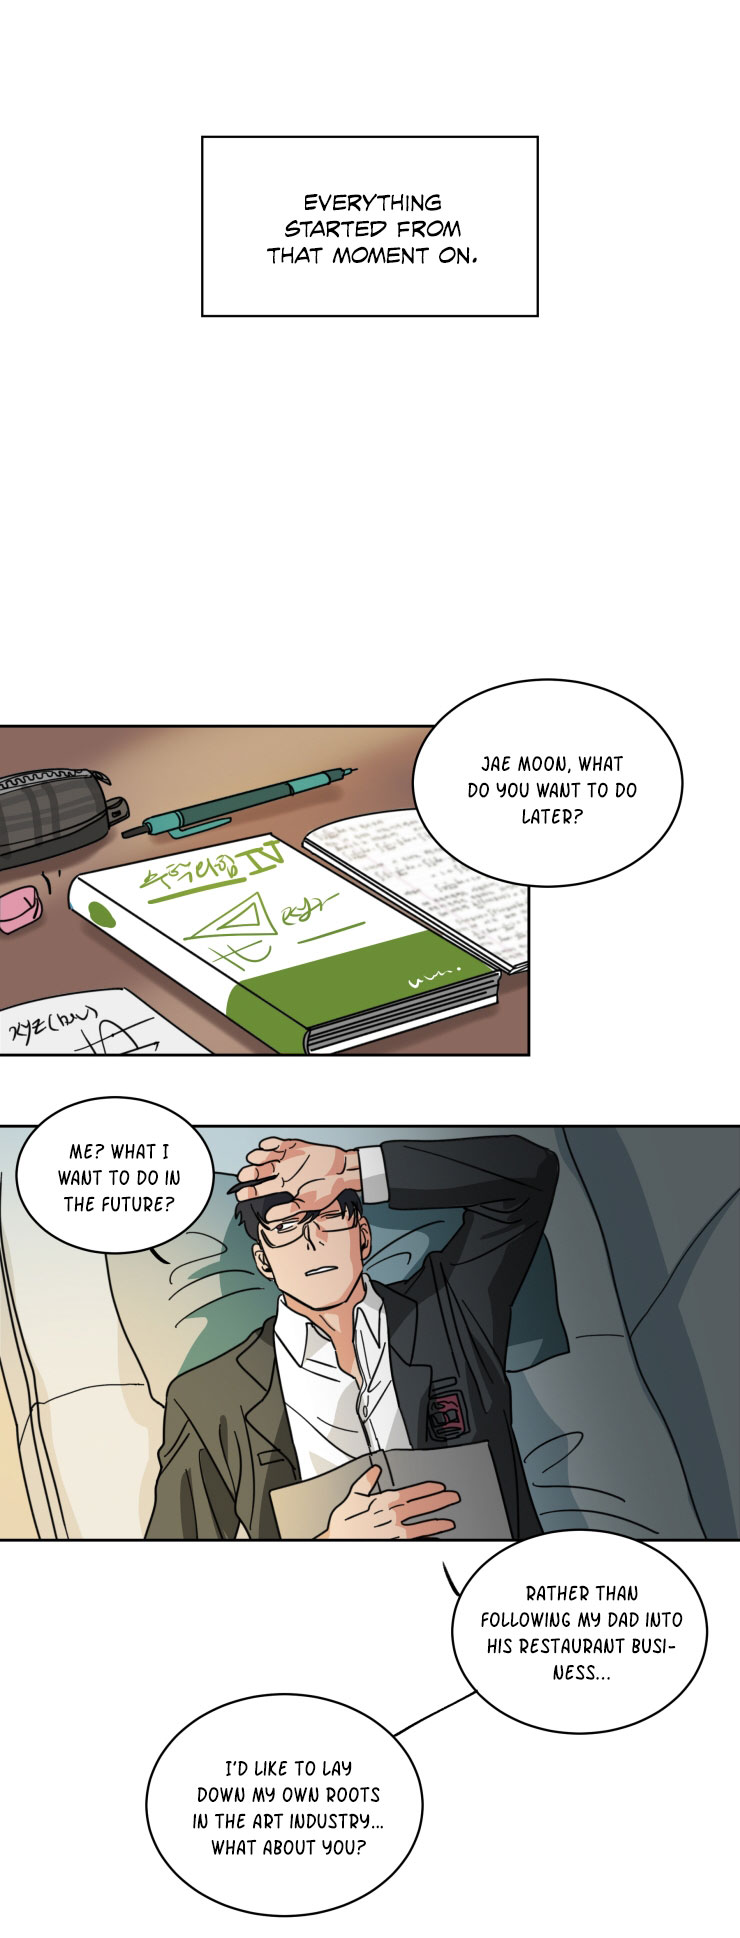 EVERYTHING
STARTED FROM
THAT MOMENT ON.
JAE MOON, WHAT
DO YOU WANT TO DO
LATER?
IV
xyz
xyz
ME? WHAT I
WANT TO DO IN
THE FUTURE?
RATHER THAN
FOLLOWING MY DAD INTO
HIS RESTAURANT BUSI-
NESS...
I'D LIKE TO LAY
DOWN MY OWN ROOTS
IN THE ART INDUSTRY...
WHAT ABOUT YOU?